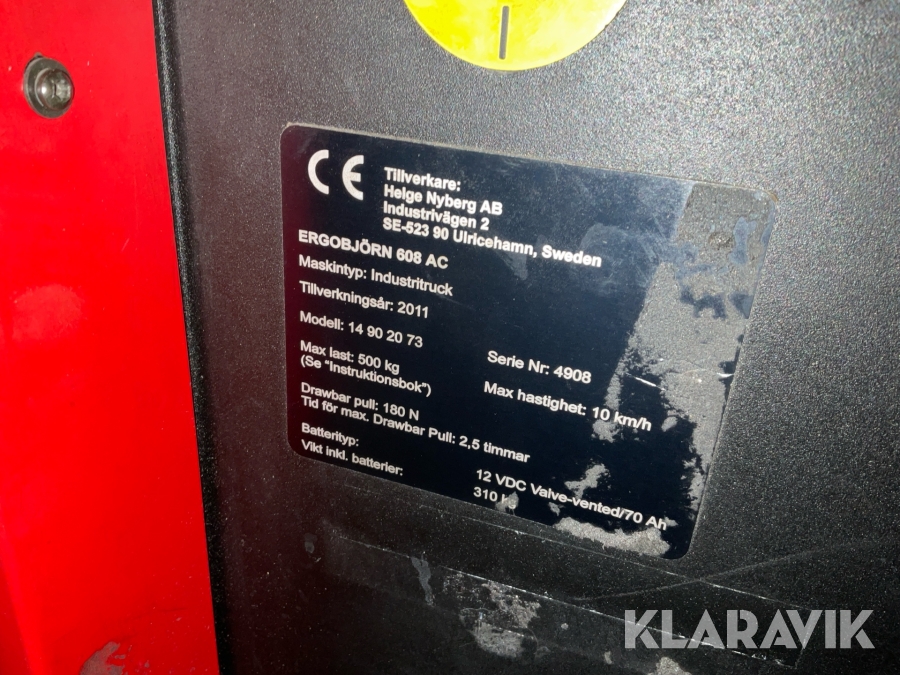 CE
Tillverkare:
Helge Nyberg AB
Industrivägen 2
SE-523 90 Ulricehamn, Sweden
ERGOBJÖRN 608 AC
Maskintyp: Industritruck
Tillverkningsår: 2011
Modell: 14 90 20 73
Serie Nr: 4908
Max last: 500 kg
(Se "Instruktionsbok")
Max hastighet: 10 km/h
Drawbar pull: 180 N
Tid för max. Drawbar Pull: 2,5 timmar
Batterityp:
12 VDC Valve-vented/70 Ah
Vikt inkl. batterier:
310 k
KLARAVIK